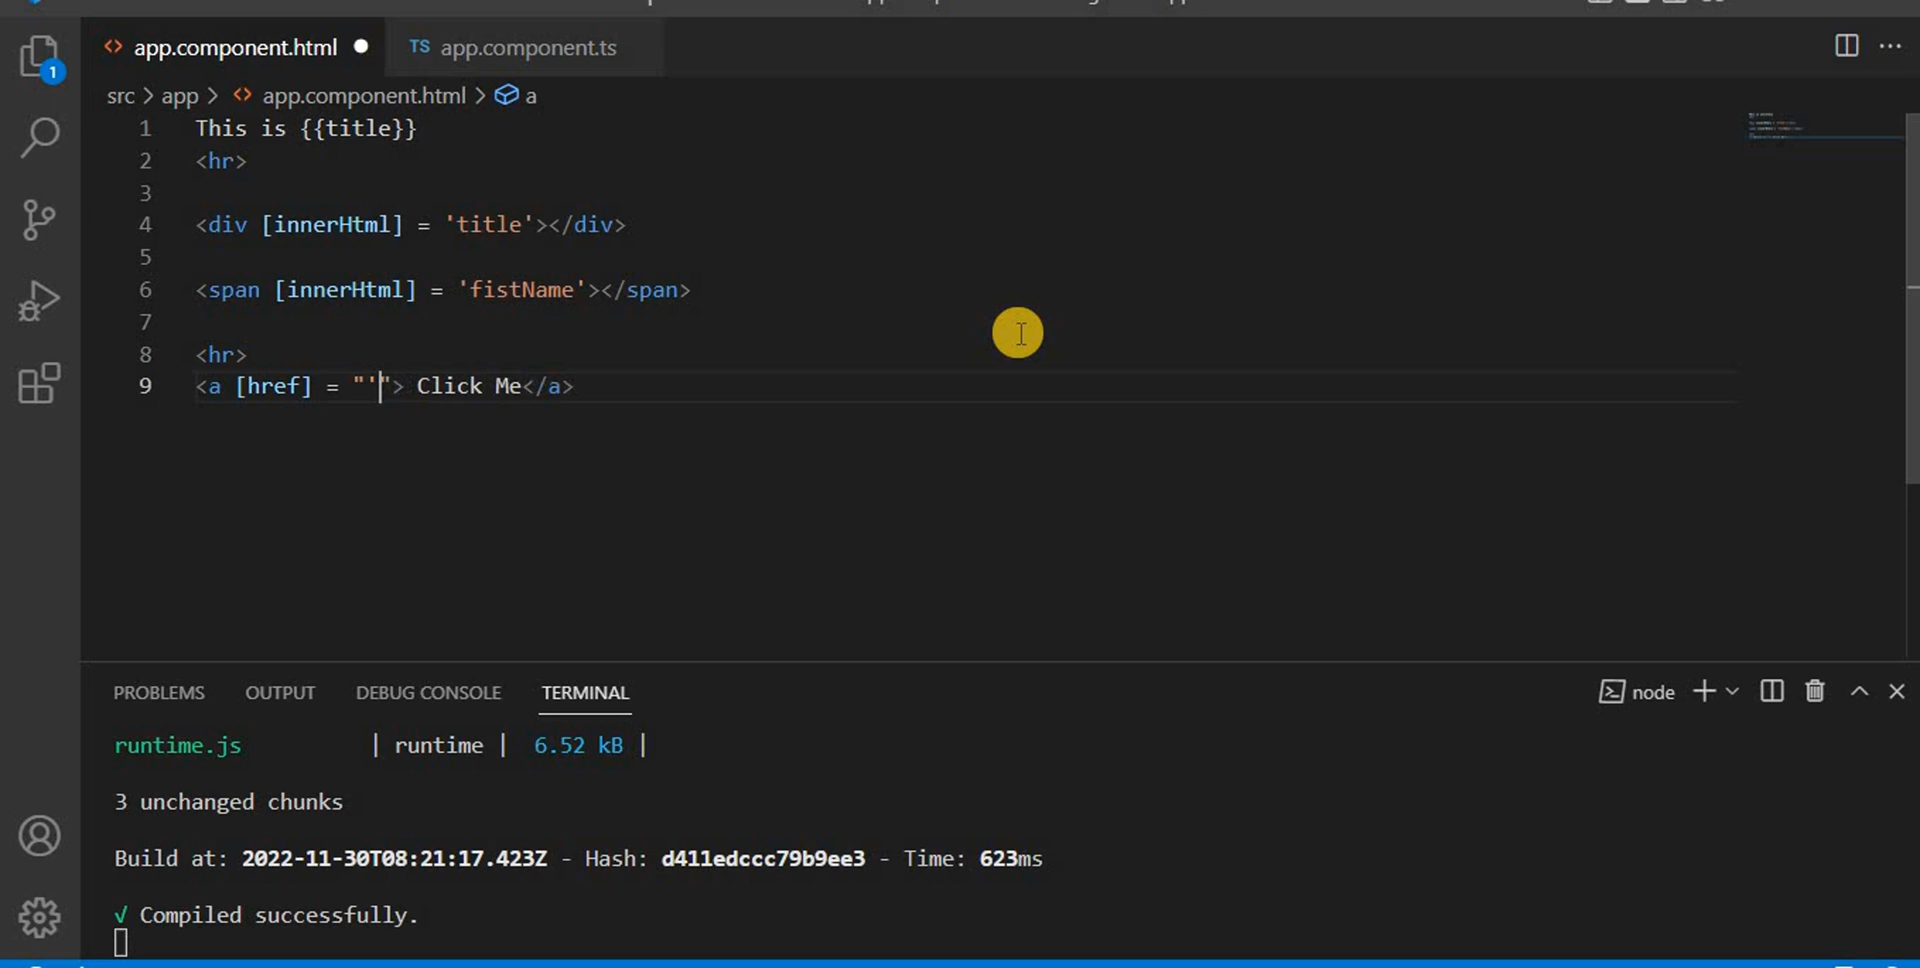 app.component.html
TS app.component.ts
1
src > app > <> app.component.html > a
1 This is {{title}}
2 <hr>
3
4 <div [innerHtml] = 'title'></div>
5
6 <span [innerHtml] = 'fistName'></span>
7
8 <hr>
9 <a [href] = "'"> Click Me</a>
PROBLEMS OUTPUT DEBUG CONSOLE TERMINAL
node
runtime.js | runtime | 6.52 kB |
3 unchanged chunks
Build at: 2022-11-30T08:21:17.423Z - Hash: d411edccc79b9ee3 - Time: 623ms
√ Compiled successfully.